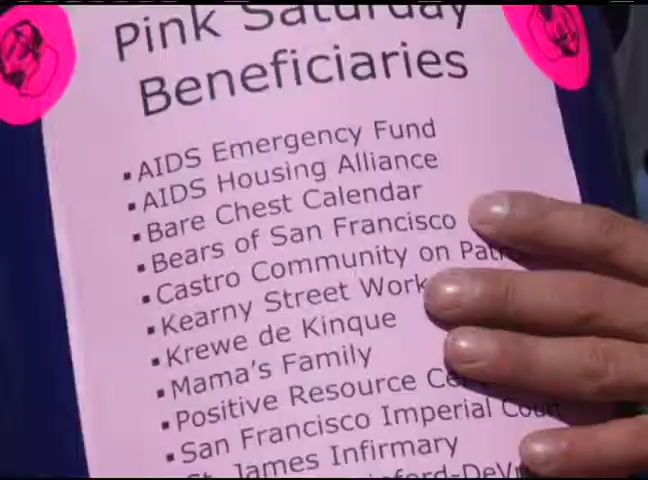 Pink Saturday
Beneficiaries
▪ AIDS Emergency Fund
▪ AIDS Housing Alliance
▪ Bare Chest Calendar
▪ Bears of San Francisco
▪ Castro Community on
▪ Kearny Street
▪ Krewe de Kinque
▪ Mama's Family
▪ Positive Resource
▪ San Francisco Imperial
St. James Infirmary